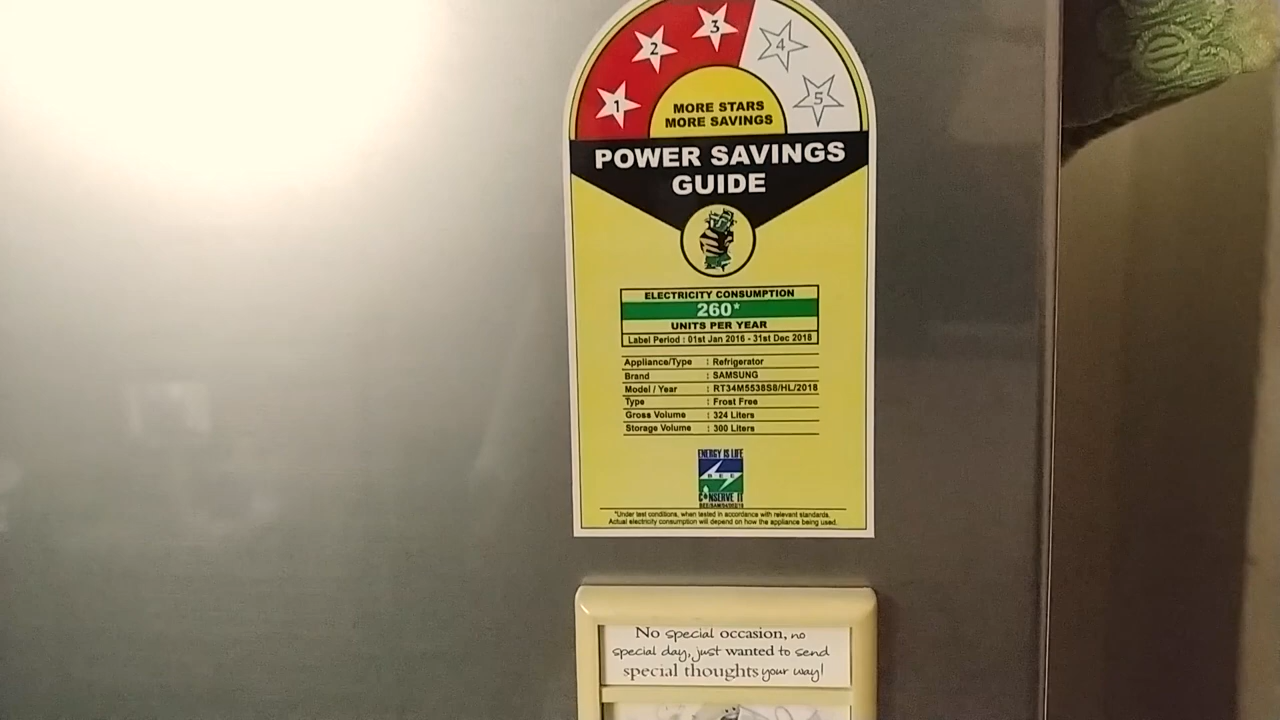 1 2 3 4 5
MORE STARS
MORE SAVINGS
POWER SAVINGS
GUIDE
ELECTRICITY CONSUMPTION
260*
UNITS PER YEAR
Label Period : 01st Jan 2016 - 31st Dec 2018
Appliance/Type : Refrigerator
Brand : SAMSUNG
Model / Year : RT34M5538S8/HL/2018
Type : Frost Free
Gross Volume : 324 Liters
Storage Volume : 300 Liters
ENERGY IS LIFE
BEE
CONSERVE IT
*Under test conditions, when tested in accordance with relevant standards.
Actual electricity consumption will depend on how the appliance being used.
No special occasion, no
special day, just wanted to send
special thoughts your way!